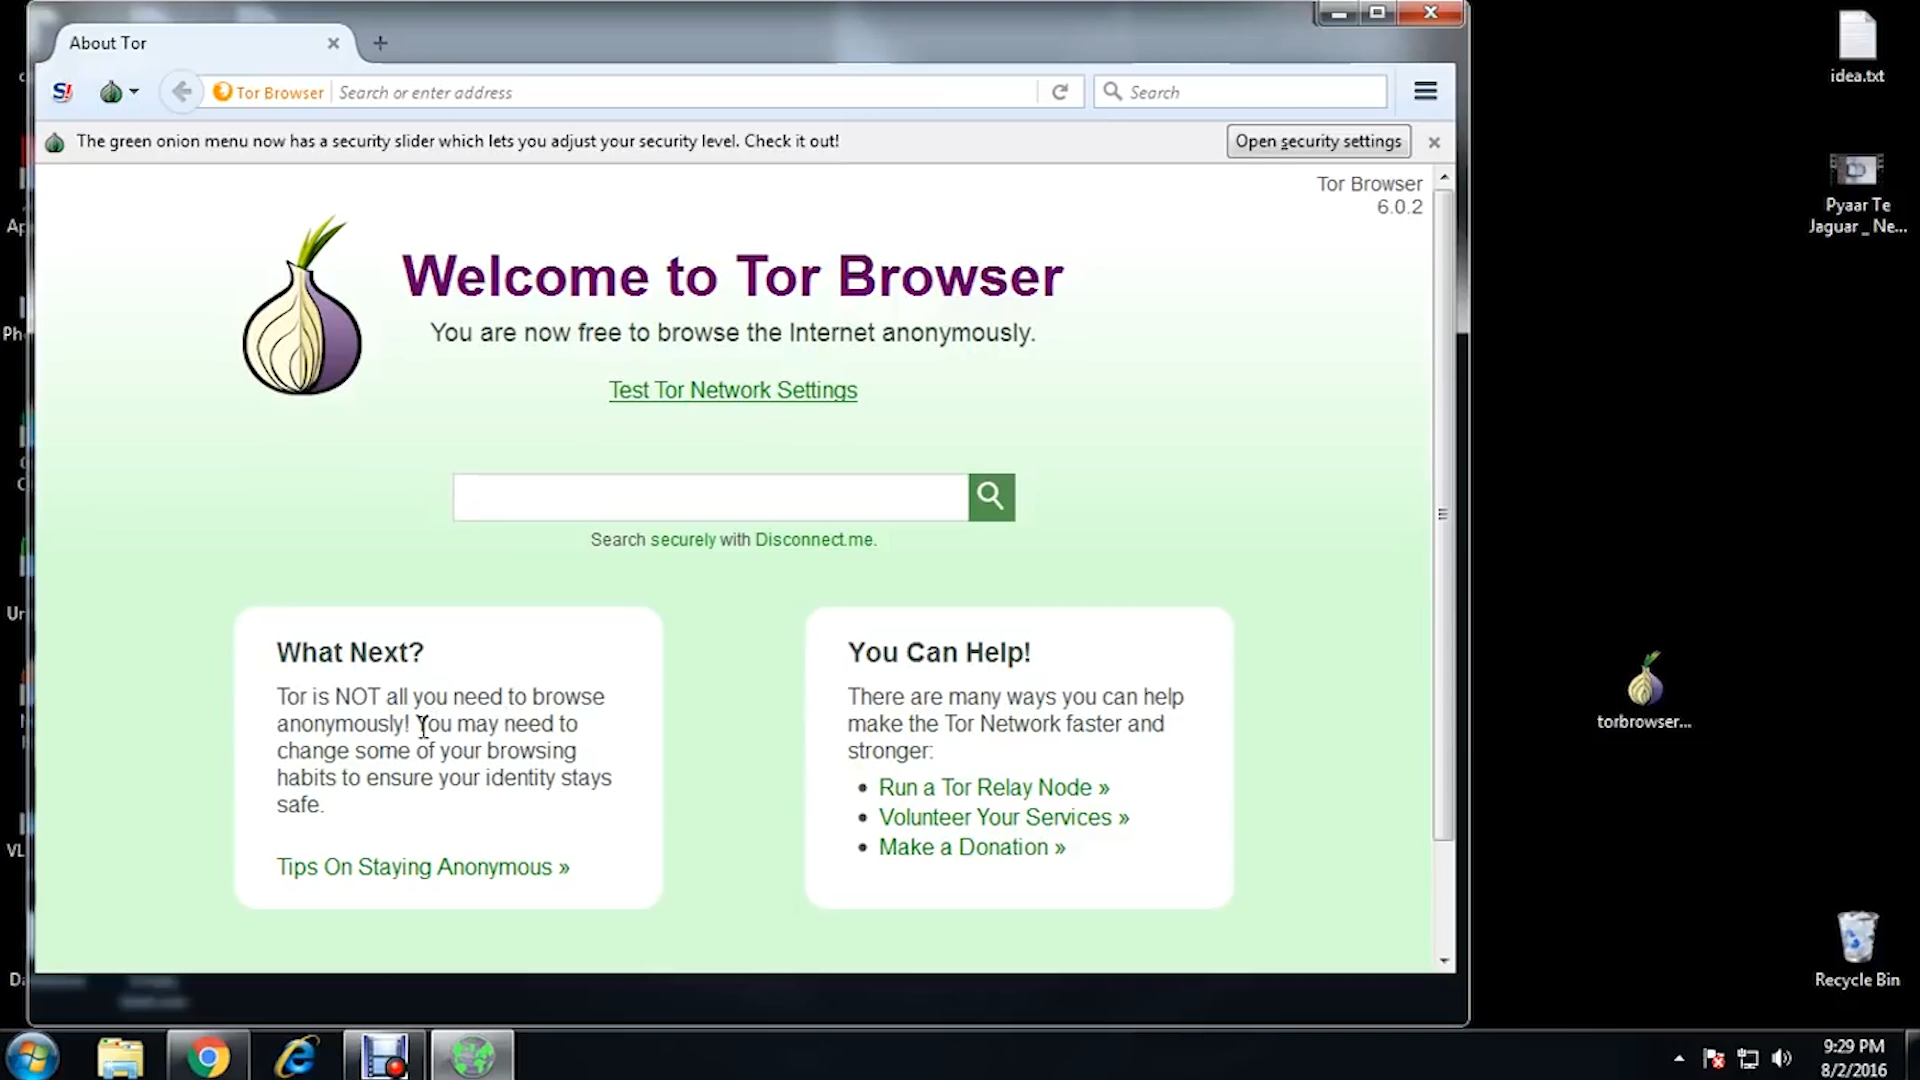 About Tor
S!
Tor Browser Search or enter address
Search
The green onion menu now has a security slider which lets you adjust your security level. Check it out!
Open security settings
Tor Browser
6.0.2
Welcome to Tor Browser
You are now free to browse the Internet anonymously.
Test Tor Network Settings
Search securely with Disconnect.me.
What Next?
Tor is NOT all you need to browse
anonymously! You may need to
change some of your browsing
habits to ensure your identity stays
safe.
Tips On Staying Anonymous »
You Can Help!
There are many ways you can help
make the Tor Network faster and
stronger:
Run a Tor Relay Node »
Volunteer Your Services »
Make a Donation »
idea.txt
Pyaar Te
Jaguar _ Ne...
torbrowser...
Recycle Bin
Ap
Ph
Ur
VL
Da
9:29 PM
8/2/2016